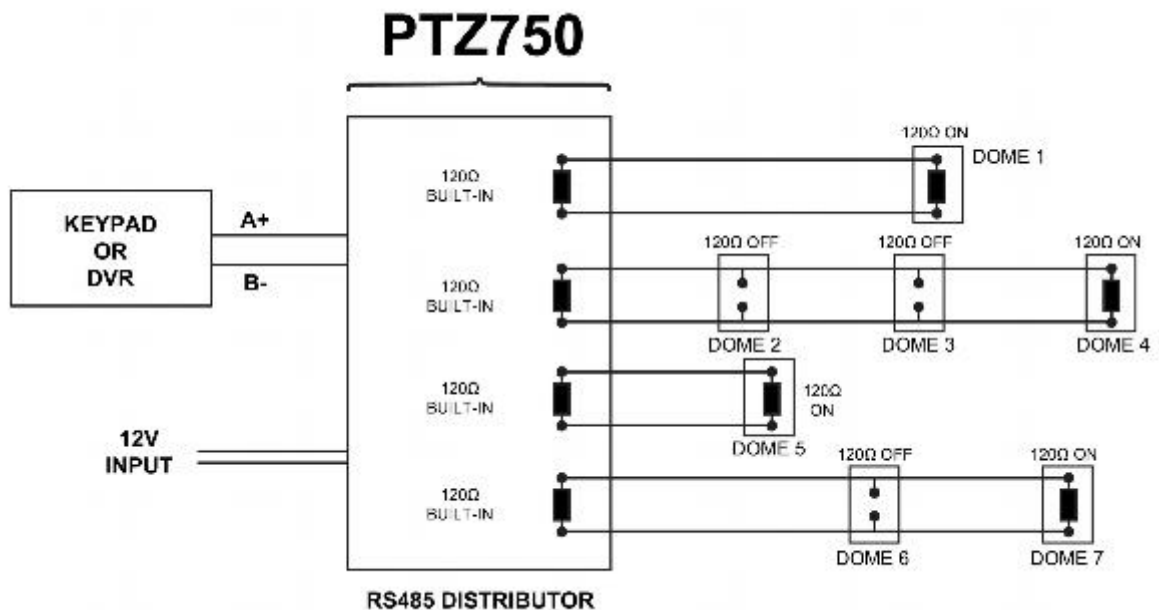 PTZ750
120Ω ON
DOME 1
120Ω
BUILT-IN
KEYPAD
OR
DVR
A+
B-
120Ω OFF
120Ω OFF
120Ω ON
120Ω
BUILT-IN
DOME 2
DOME 3
DOME 4
120Ω
BUILT-IN
120Ω
ON
DOME 5
12V
INPUT
120Ω OFF
120Ω ON
120Ω
BUILT-IN
DOME 6
DOME 7
RS485 DISTRIBUTOR